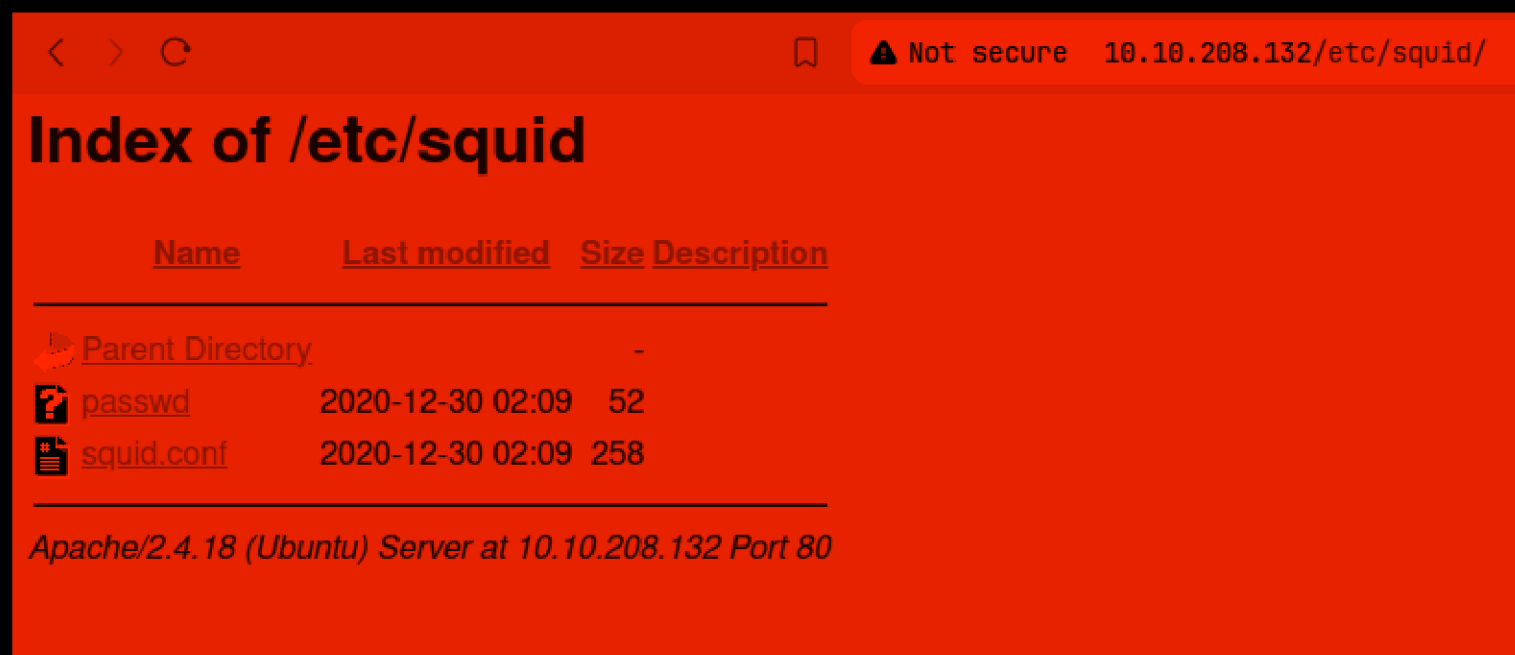 Not secure 10.10.208.132/etc/squid/
Index of /etc/squid
Name Last modified Size Description
Parent Directory -
passwd 2020-12-30 02:09 52
squid.conf 2020-12-30 02:09 258
Apache/2.4.18 (Ubuntu) Server at 10.10.208.132 Port 80